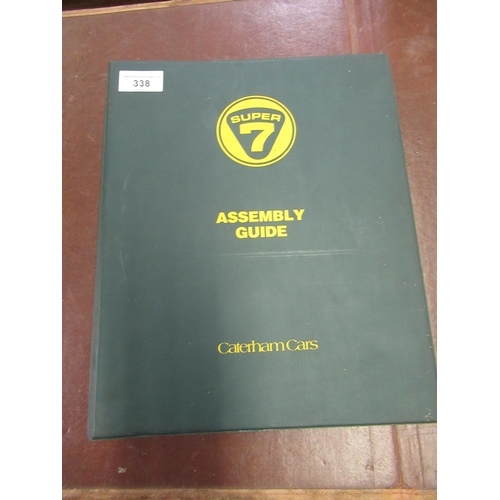 338
SUPER
7
ASSEMBLY
GUIDE
Caterham Cars